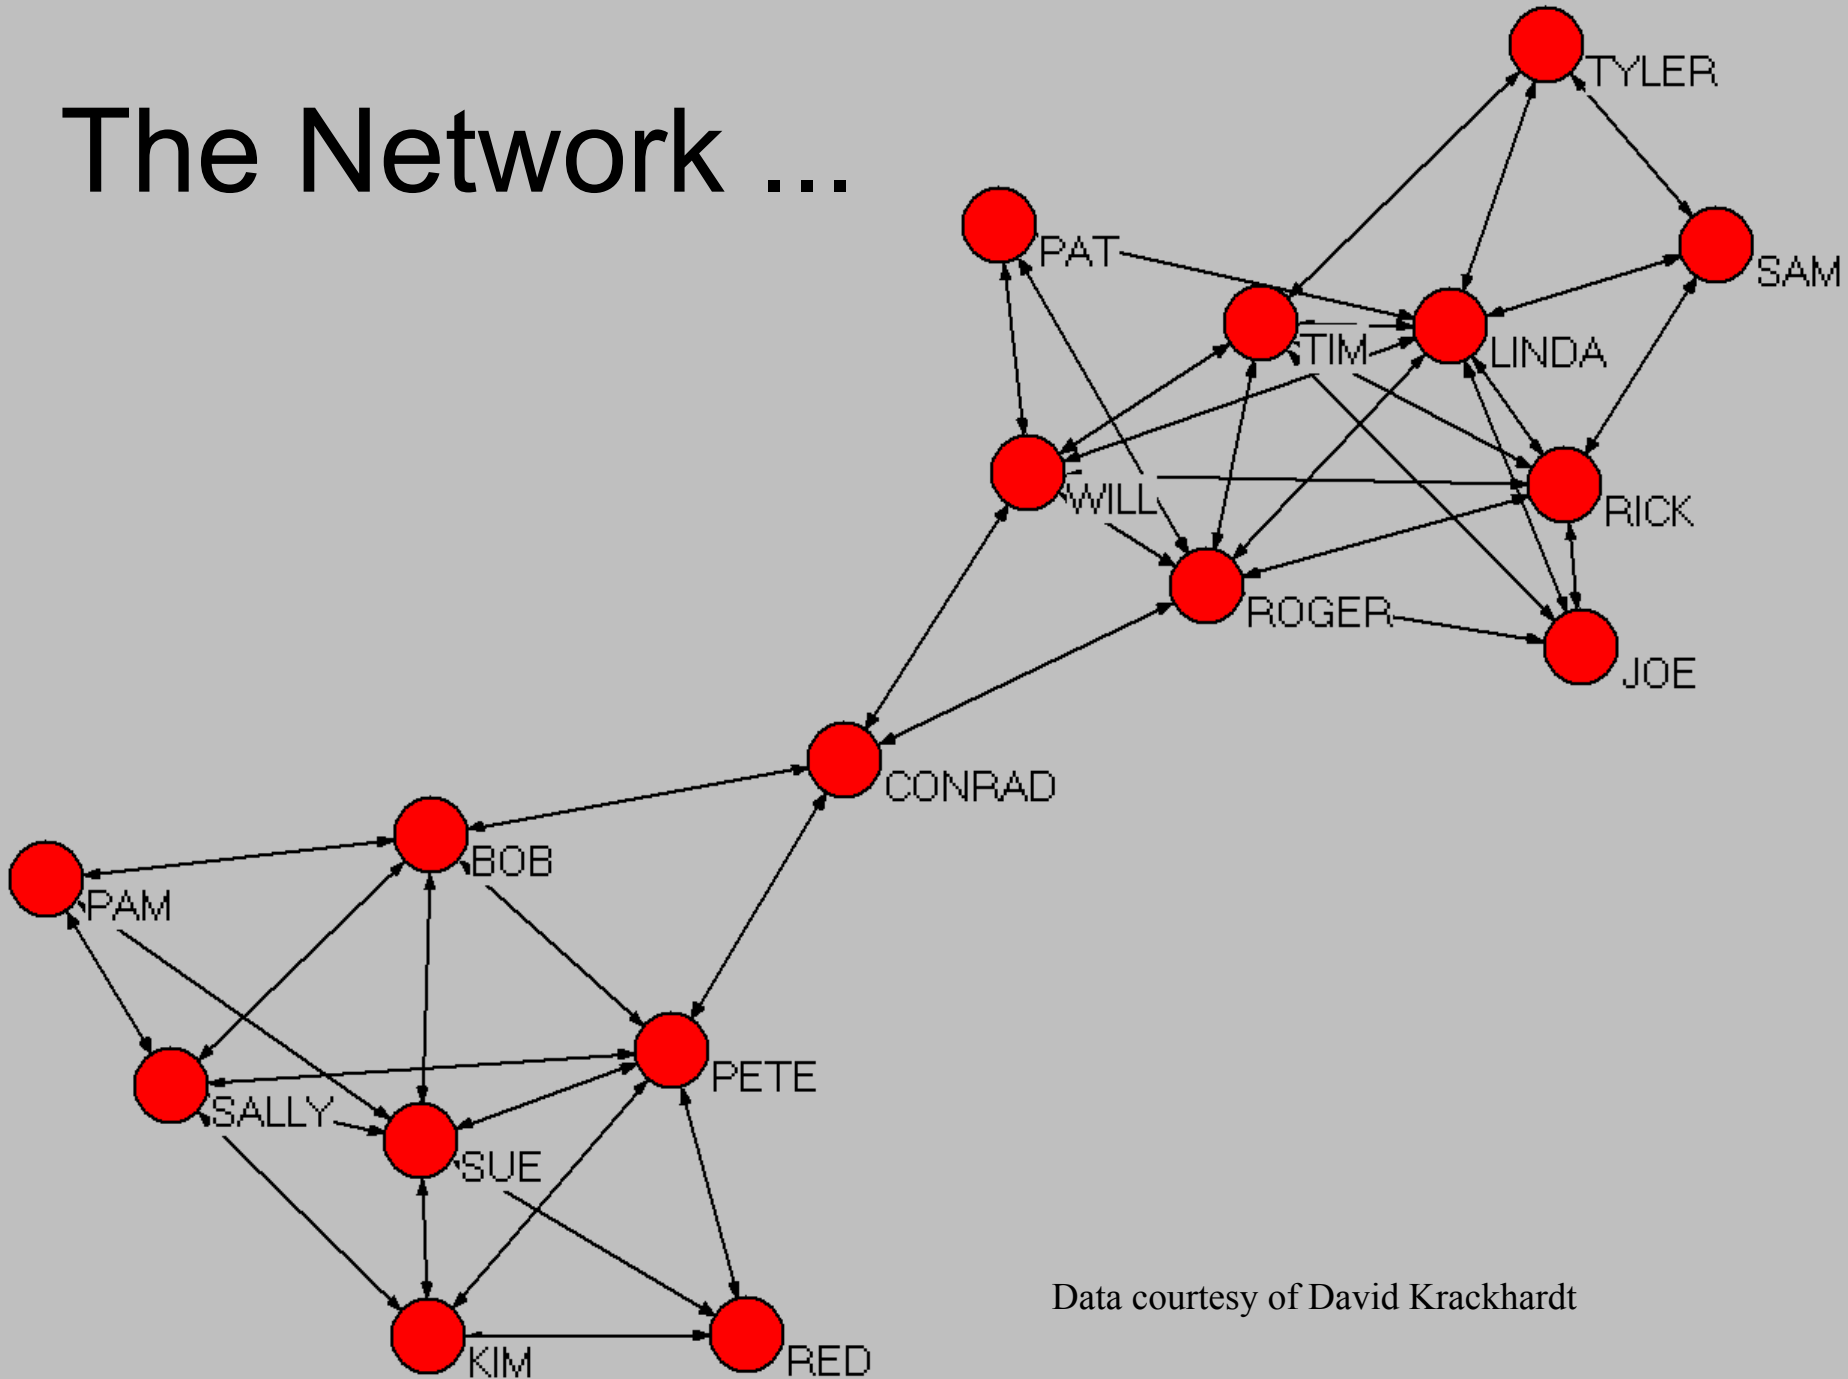 The Network ...
TYLER
PAT
SAM
TIM
LINDA
WILL
RICK
ROGER
JOE
CONRAD
BOB
PAM
PETE
SALLY
SUE
Data courtesy of David Krackhardt
KIM
RED